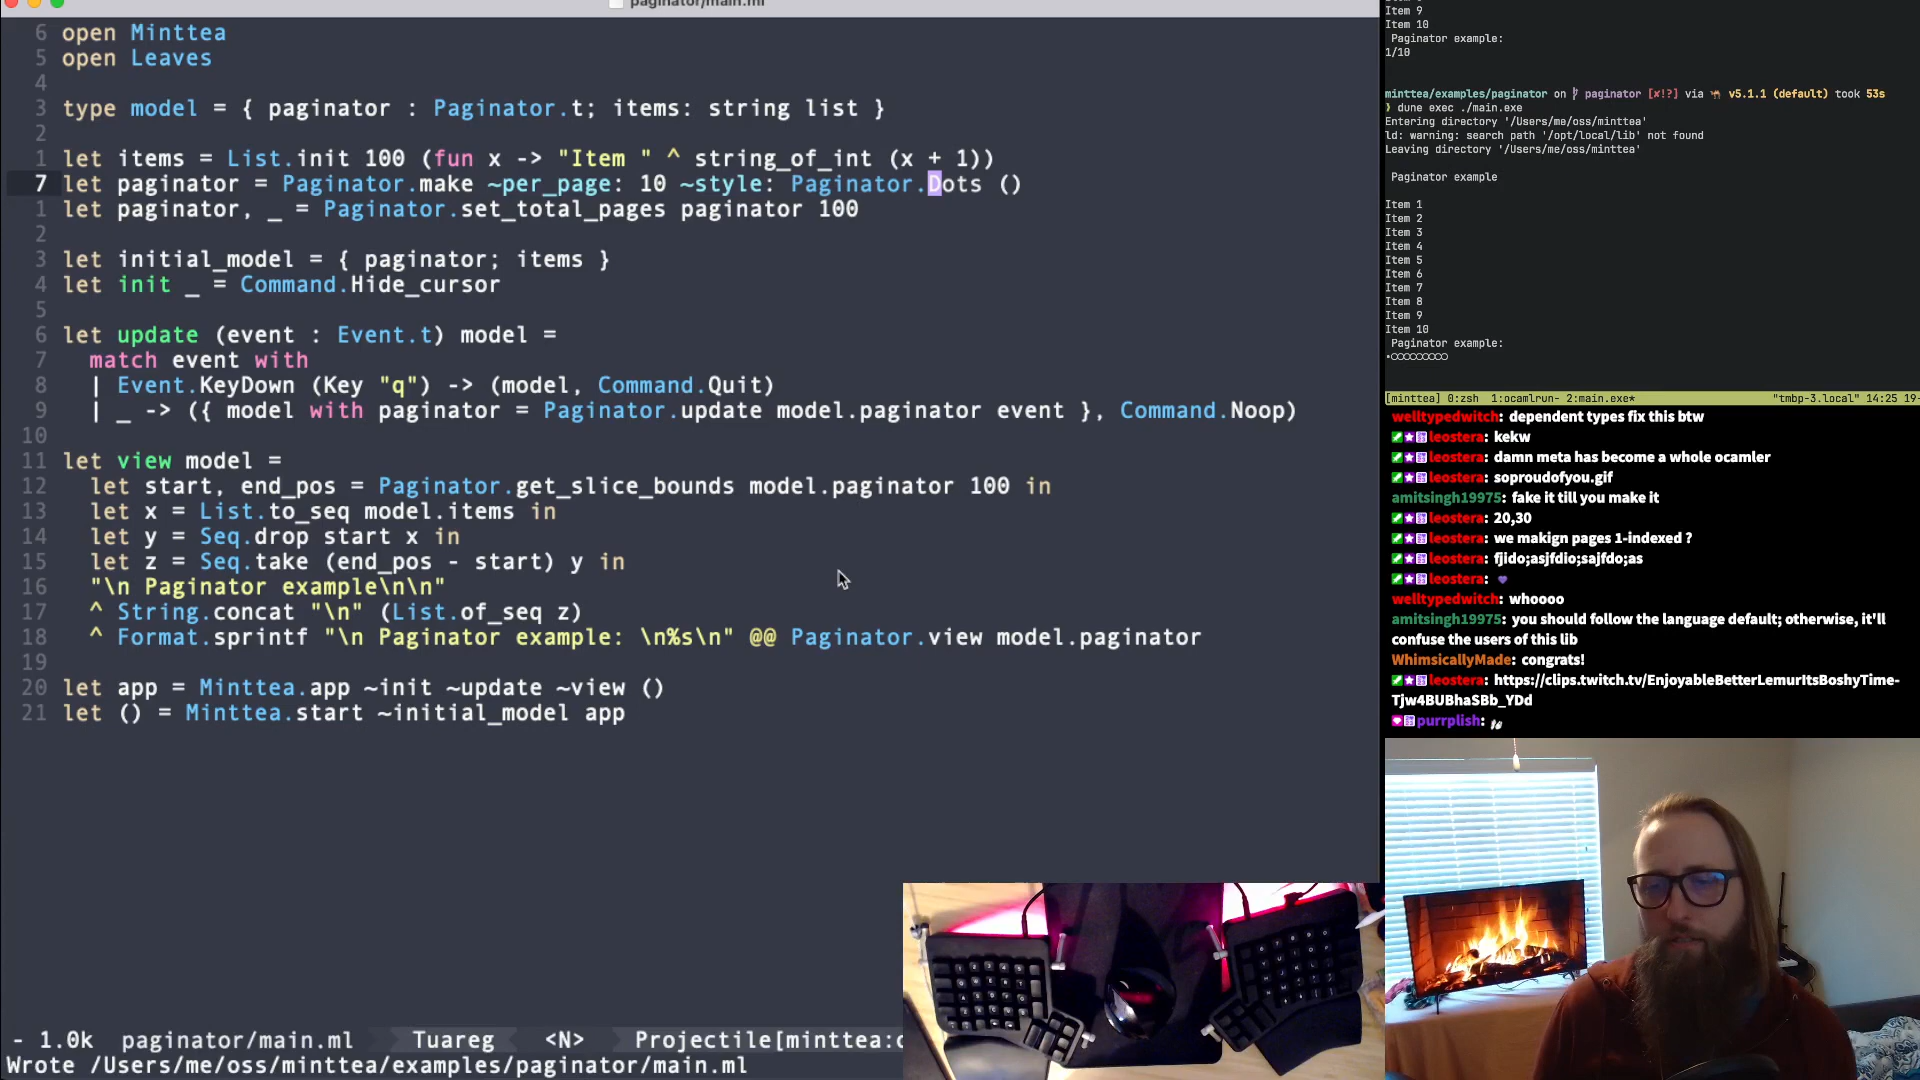 paginator/main.ml
6 open Minttea
5 open Leaves
4
3 type model = { paginator : Paginator.t; items: string list }
2
1 let items = List.init 100 (fun x -> "Item " ^ string_of_int (x + 1))
7 let paginator = Paginator.make ~per_page: 10 ~style: Paginator.Dots ()
1 let paginator, _ = Paginator.set_total_pages paginator 100
2
3 let initial_model = { paginator; items }
4 let init _ = Command.Hide_cursor
5
6 let update (event : Event.t) model =
7 match event with
8 | Event.KeyDown (Key "q") -> (model, Command.Quit)
9 | _ -> ({ model with paginator = Paginator.update model.paginator event }, Command.Noop)
10
11 let view model =
12 let start, end_pos = Paginator.get_slice_bounds model.paginator 100 in
13 let x = List.to_seq model.items in
14 let y = Seq.drop start x in
15 let z = Seq.take (end_pos - start) y in
16 "\n Paginator example\n\n"
17 ^ String.concat "\n" (List.of_seq z)
18 ^ Format.sprintf "\n Paginator example: \n%s\n" @@ Paginator.view model.paginator
19
20 let app = Minttea.app ~init ~update ~view ()
21 let () = Minttea.start ~initial_model app
- 1.0k paginator/main.ml Tuareg <N> Projectile[minttea:
Wrote /Users/me/oss/minttea/examples/paginator/main.ml
Item 9
Item 10
Paginator example:
1/10
minttea/examples/paginator on paginator [✘!?] via 🐫 v5.1.1 (default) took 53s
❯ dune exec ./main.exe
Entering directory '/Users/me/oss/minttea'
ld: warning: search path '/opt/local/lib' not found
Leaving directory '/Users/me/oss/minttea'
Paginator example
Item 1
Item 2
Item 3
Item 4
Item 5
Item 6
Item 7
Item 8
Item 9
Item 10
Paginator example:
•○○○○○○○○○
[minttea] 0:zsh 1:ocamlrun- 2:main.exe* "tmbp-3.local" 14:25 19-
welltypedwitch: dependent types fix this btw
leostera: kekw
leostera: damn meta has become a whole ocamler
leostera: soproudofyou.gif
amitsingh19975: fake it till you make it
leostera: 20,30
leostera: we makign pages 1-indexed ?
leostera: fjido;asjfdio;sajfdo;as
leostera: 💜
welltypedwitch: whoooo
amitsingh19975: you should follow the language default; otherwise, it'll
confuse the users of this lib
WhimsicallyMade: congrats!
leostera: https://clips.twitch.tv/EnjoyableBetterLemurItsBoshyTime-
Tjw4BUBhaSBb_YDd
purrplish: